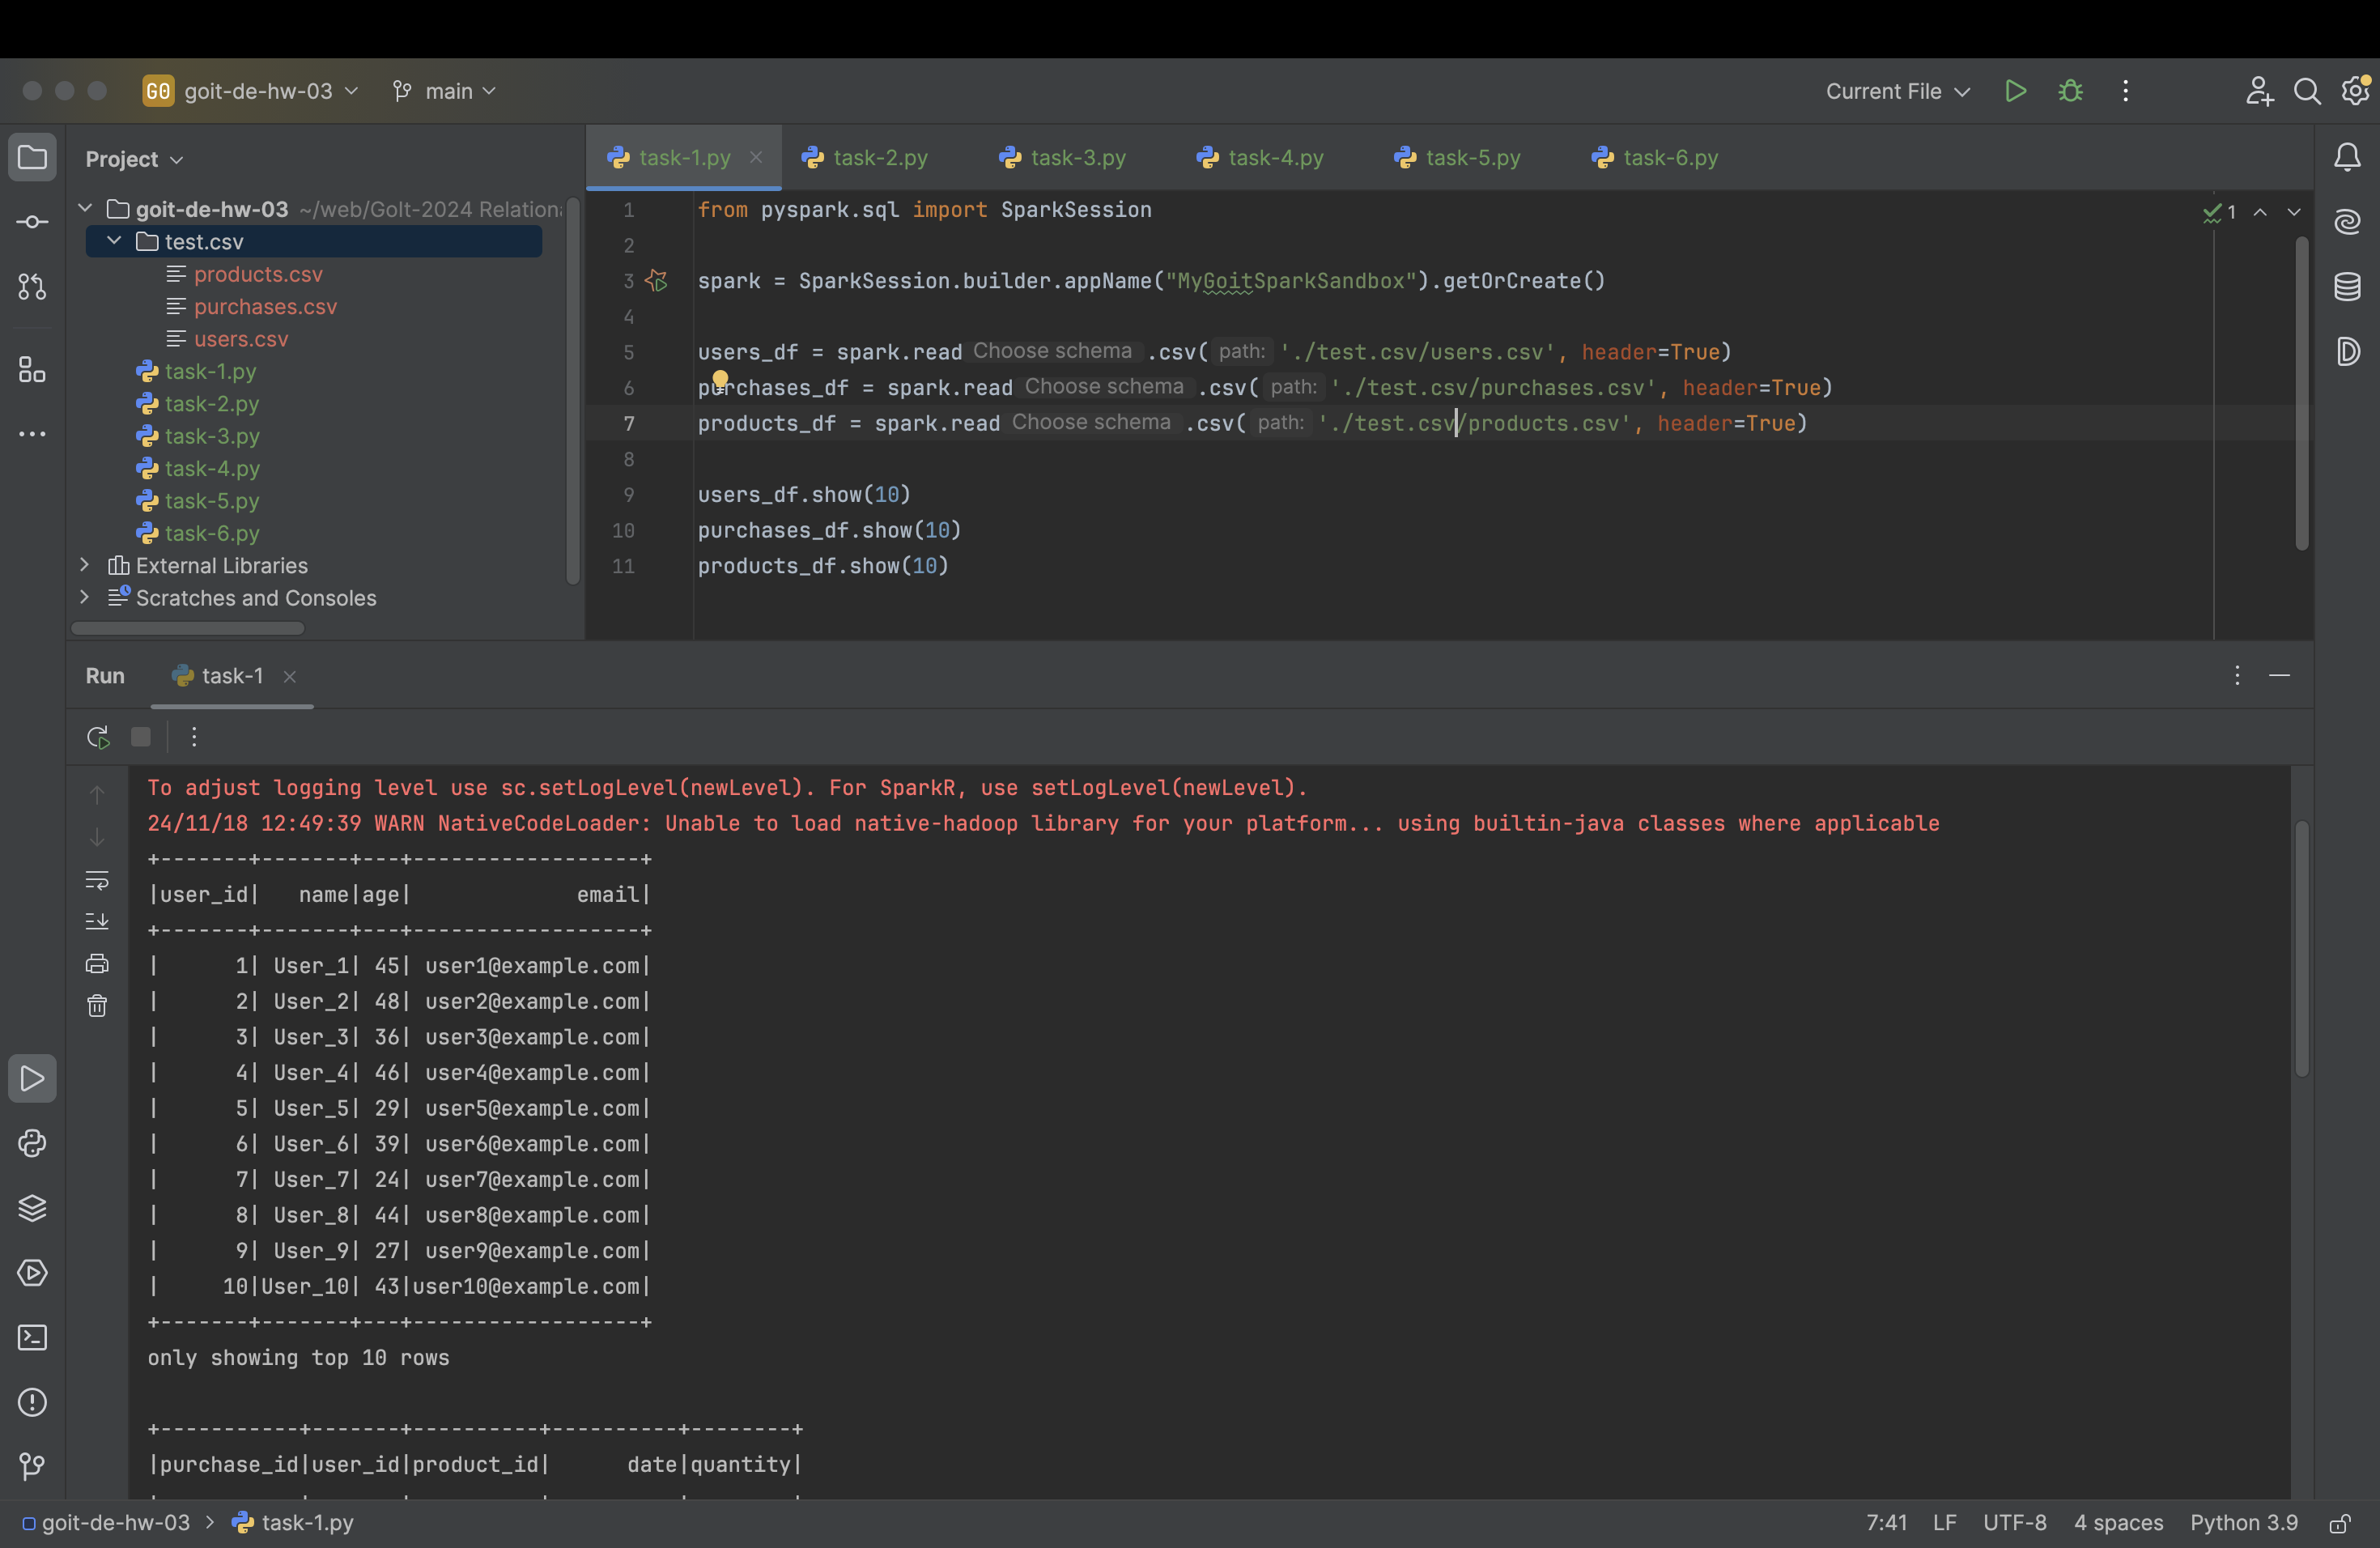 GO goit-de-hw-03 main Current File
Project
goit-de-hw-03 ~/web/GoIt-2024 Relation
test.csv
products.csv
purchases.csv
users.csv
task-1.py
task-2.py
task-3.py
task-4.py
task-5.py
task-6.py
External Libraries
Scratches and Consoles
task-1.py task-2.py task-3.py task-4.py task-5.py task-6.py
1 from pyspark.sql import SparkSession
1
2
3 spark = SparkSession.builder.appName("MyGoitSparkSandbox").getOrCreate()
4
5 users_df = spark.read Choose schema .csv( path: './test.csv/users.csv', header=True)
6 purchases_df = spark.read Choose schema .csv( path: './test.csv/purchases.csv', header=True)
7 products_df = spark.read Choose schema .csv( path: './test.csv/products.csv', header=True)
8
9 users_df.show(10)
10 purchases_df.show(10)
11 products_df.show(10)
Run task-1
To adjust logging level use sc.setLogLevel(newLevel). For SparkR, use setLogLevel(newLevel).
24/11/18 12:49:39 WARN NativeCodeLoader: Unable to load native-hadoop library for your platform... using builtin-java classes where applicable
+-------+-------+---+------------------+
|user_id|   name|age|             email|
+-------+-------+---+------------------+
|      1| User_1| 45| user1@example.com|
|      2| User_2| 48| user2@example.com|
|      3| User_3| 36| user3@example.com|
|      4| User_4| 46| user4@example.com|
|      5| User_5| 29| user5@example.com|
|      6| User_6| 39| user6@example.com|
|      7| User_7| 24| user7@example.com|
|      8| User_8| 44| user8@example.com|
|      9| User_9| 27| user9@example.com|
|     10|User_10| 43|user10@example.com|
+-------+-------+---+------------------+
only showing top 10 rows
+-----------+-------+----------+----------+--------+
|purchase_id|user_id|product_id|      date|quantity|
goit-de-hw-03 > task-1.py 7:41 LF UTF-8 4 spaces Python 3.9